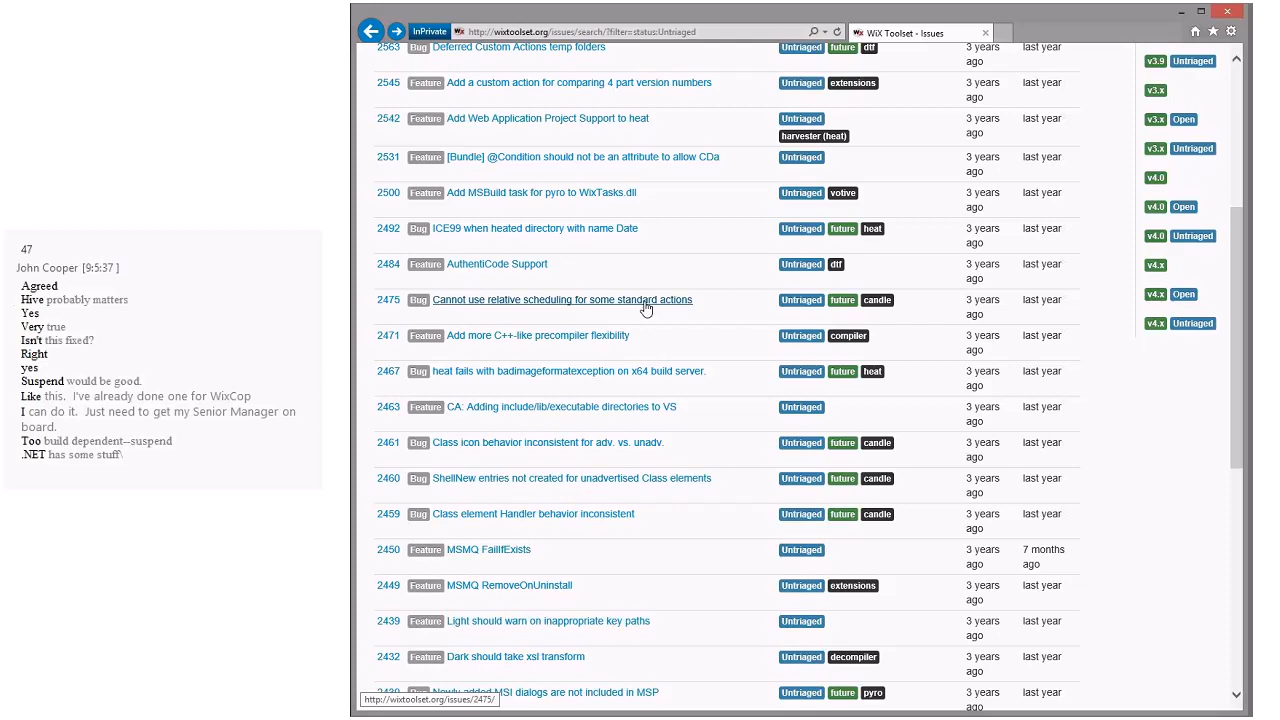 47
John Cooper [9:5:37 ]
Agreed
Hive probably matters
Yes
Very true
Isn't this fixed?
Right
yes
Suspend would be good.
Like this. I've already done one for WixCop
I can do it. Just need to get my Senior Manager on
board.
Too build dependent--suspend
.NET has some stuff\
InPrivate http://wixtoolset.org/issues/search/?filter=status:Untriaged WiX Toolset - Issues
2563 Bug Deferred Custom Actions temp folders Untriaged future dtf 3 years ago last year
2545 Feature Add a custom action for comparing 4 part version numbers Untriaged extensions 3 years ago last year
2542 Feature Add Web Application Project Support to heat Untriaged harvester (heat) 3 years ago last year
2531 Feature [Bundle] @Condition should not be an attribute to allow CDa Untriaged 3 years ago last year
2500 Feature Add MSBuild task for pyro to WixTasks.dll Untriaged votive 3 years ago last year
2492 Bug ICE99 when heated directory with name Date Untriaged future heat 3 years ago last year
2484 Feature AuthentiCode Support Untriaged dtf 3 years ago last year
2475 Bug Cannot use relative scheduling for some standard actions Untriaged future candle 3 years ago last year
2471 Feature Add more C++-like precompiler flexibility Untriaged compiler 3 years ago last year
2467 Bug heat fails with badimageformatexception on x64 build server. Untriaged future heat 3 years ago last year
2463 Feature CA: Adding include/lib/executable directories to VS Untriaged 3 years ago last year
2461 Bug Class icon behavior inconsistent for adv. vs. unadv. Untriaged future candle 3 years ago last year
2460 Bug ShellNew entries not created for unadvertised Class elements Untriaged future candle 3 years ago last year
2459 Bug Class element Handler behavior inconsistent Untriaged future candle 3 years ago last year
2450 Feature MSMQ FailIfExists Untriaged 3 years ago 7 months ago
2449 Feature MSMQ RemoveOnUninstall Untriaged extensions 3 years ago last year
2439 Feature Light should warn on inappropriate key paths Untriaged 3 years ago last year
2432 Feature Dark should take xsl transform Untriaged decompiler 3 years ago last year
Bug Newly added MSI dialogs are not included in MSP Untriaged future pyro 3 years ago last year
http://wixtoolset.org/issues/2475/
v3.9 Untriaged
v3.x
v3.x Open
v3.x Untriaged
v4.0
v4.0 Open
v4.0 Untriaged
v4.x
v4.x Open
v4.x Untriaged